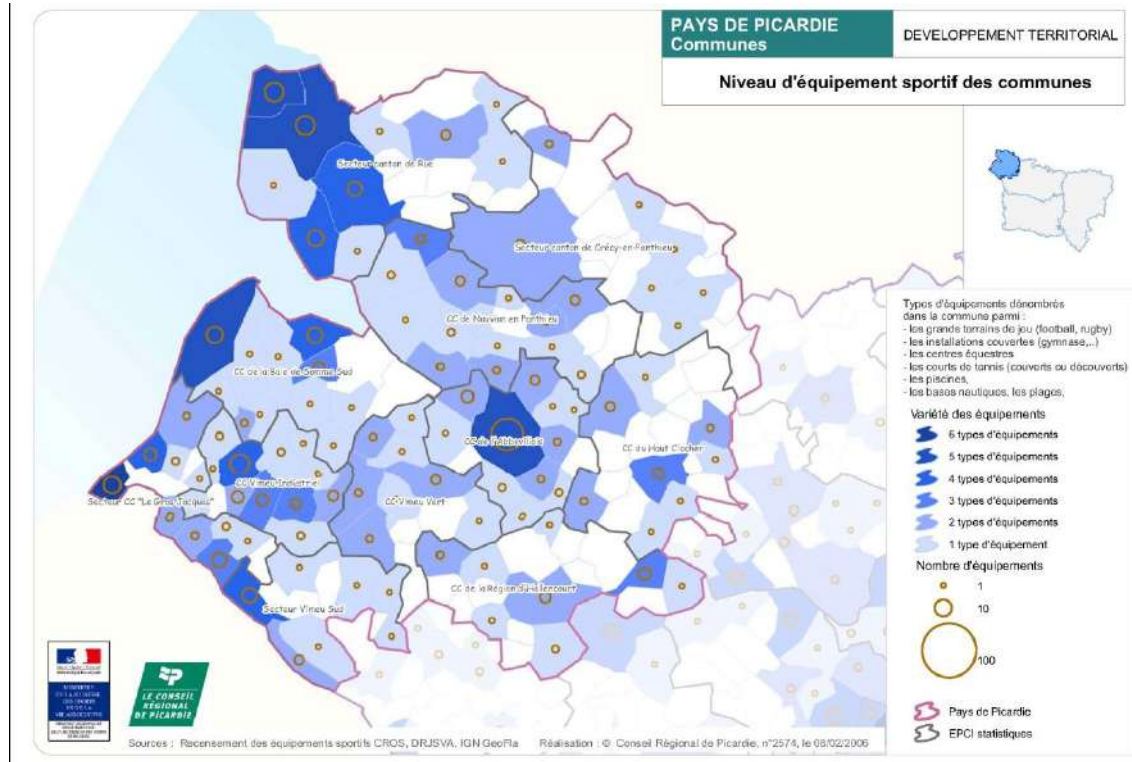 PAYS DE PICARDIE
Communes
DEVELOPPEMENT TERRITORIAL
Niveau d'équipement sportif des communes
Secteur canton de Rue
Secteur canton de Crécy-en-Ponthieu
CC de Nouvion en Ponthieu
CC de la Baie de Somme Sud
CC de l'Abbevillois
CC du Haut Clocher
CC Vimeu Industriel
Secteur CC "Le Gros Jacques"
CC Vimeu Vert
CC de la Région d'Hallencourt
Secteur Vimeu Sud
Types d'équipements dénombrés
dans la commune parmi :
- les grands terrains de jeu (football, rugby)
- les installations couvertes (gymnase,..)
- les centres équestres
- les courts de tennis (couverts ou découverts)
- les piscines,
- les bases nautiques, les plages,
Variété des équipements
6 types d'équipements
5 types d'équipements
4 types d'équipements
3 types d'équipements
2 types d'équipements
1 type d'équipement
Nombre d'équipements
1
10
100
Pays de Picardie
EPCI statistiques
LE CONSEIL
RÉGIONAL
DE PICARDIE
Sources : Recensement des équipements sportifs CROS, DRJSVA, IGN GeoFla
Réalisation : © Conseil Régional de Picardie, n°2574, le 08/02/2006